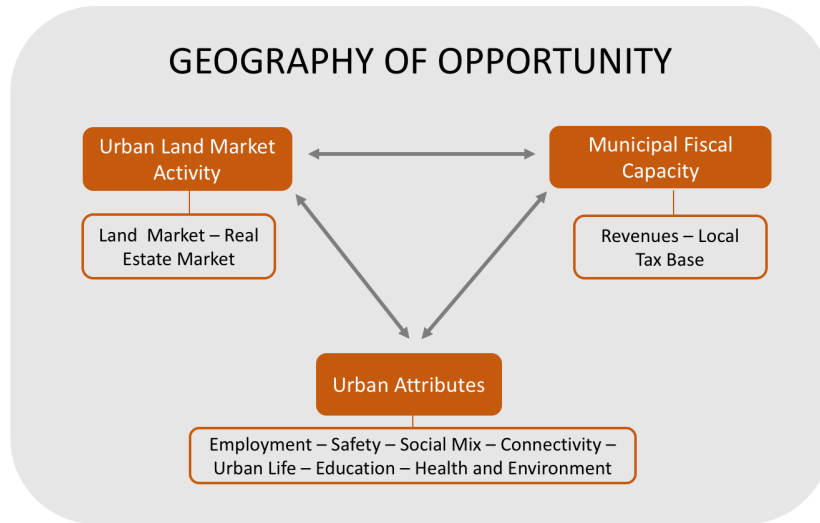 GEOGRAPHY OF OPPORTUNITY
Urban Land Market
Activity
Municipal Fiscal
Capacity
Land Market – Real
Estate Market
Revenues – Local
Tax Base
Urban Attributes
Employment – Safety – Social Mix – Connectivity –
Urban Life – Education – Health and Environment